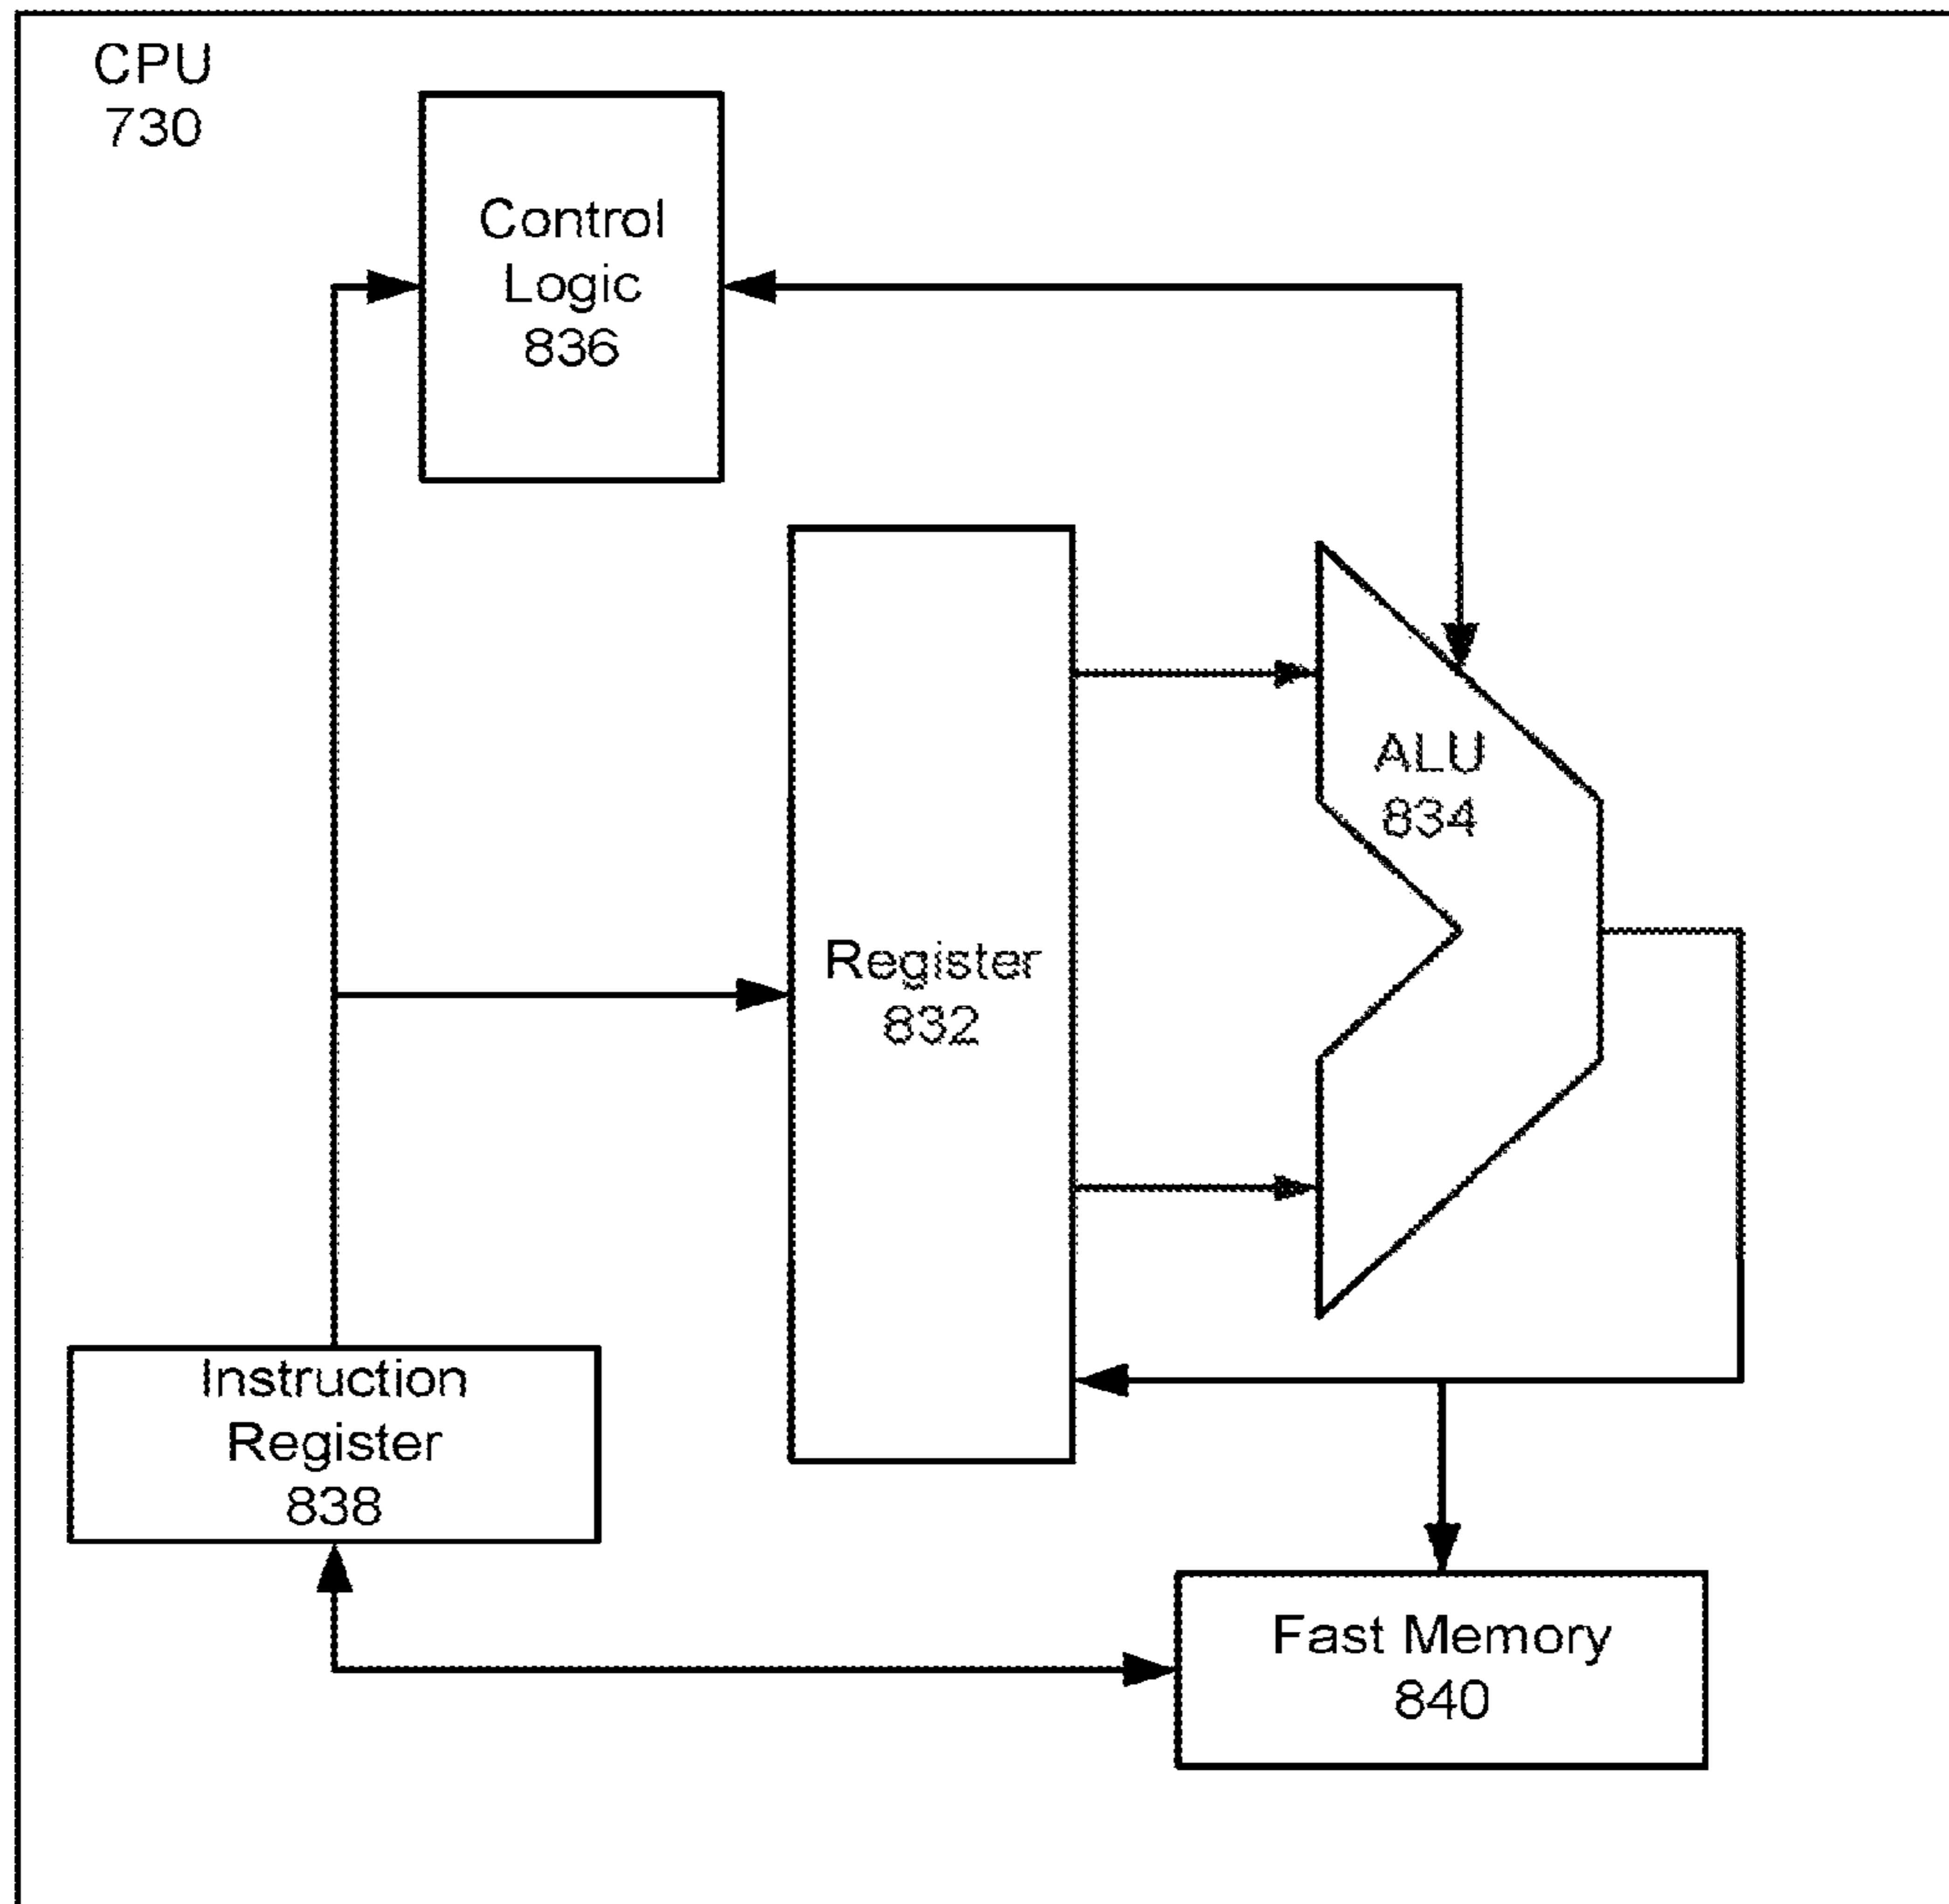 CPU
730
Control
Logic
836
ALU
834
Register
832
Instruction
Register
838
Fast Memory
840